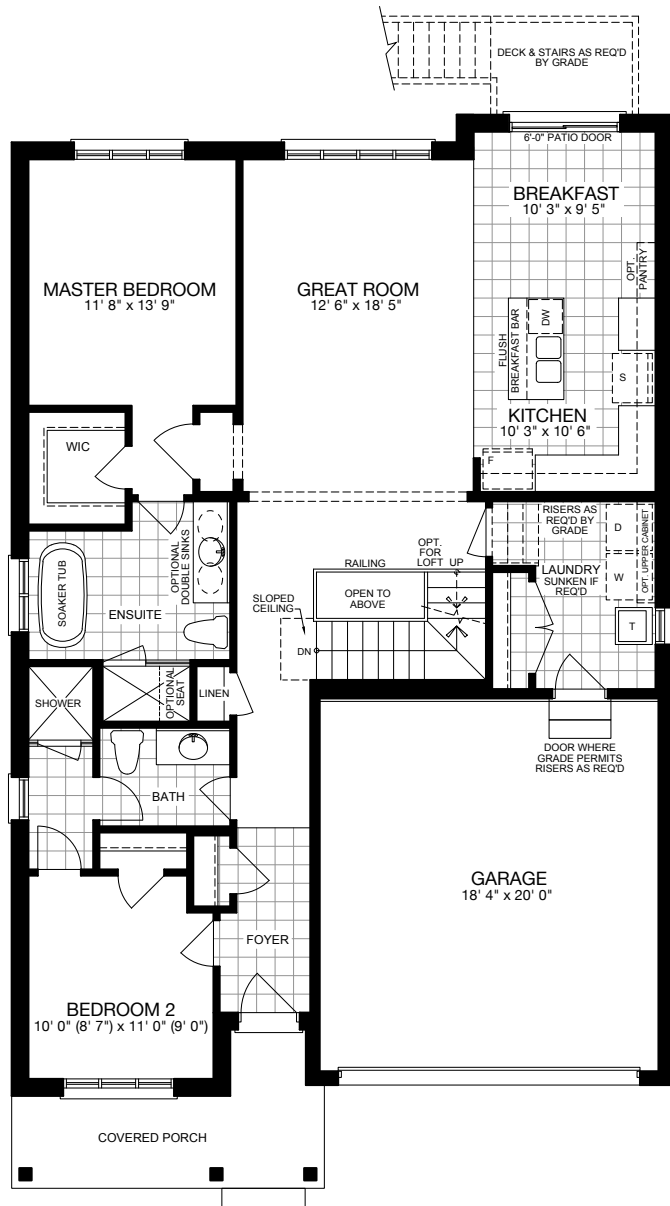 DECK & STAIRS AS REQ'D
BY GRADE
6'-0" PATIO DOOR
BREAKFAST
10' 3" x 9' 5"
OPT.
PANTRY
MASTER BEDROOM
11' 8" x 13' 9"
GREAT ROOM
12' 6" x 18' 5"
FLUSH
BREAKFAST BAR
DW
S
KITCHEN
10' 3" x 10' 6"
F
WIC
RISERS AS
REQ'D BY
GRADE
D
OPT. UPPER CABINET
OPTIONAL
DOUBLE SINKS
OPT.
FOR
LOFT UP
RAILING
LAUNDRY
SUNKEN IF
REQ'D
W
SOAKER TUB
ENSUITE
SLOPED
CEILING
OPEN TO
ABOVE
T
DN
SHOWER
OPTIONAL
SEAT
LINEN
DOOR WHERE
GRADE PERMITS
RISERS AS REQ'D
BATH
GARAGE
18' 4" x 20' 0"
FOYER
BEDROOM 2
10' 0" (8' 7") x 11' 0" (9' 0")
COVERED PORCH